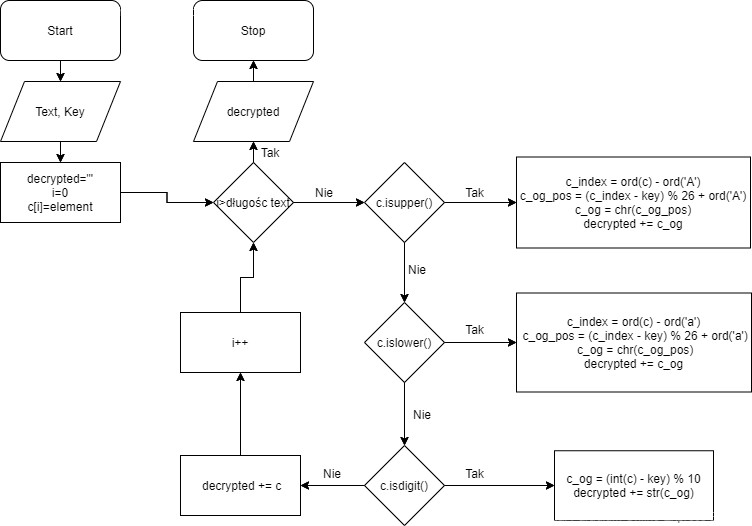 Start
Stop
Text, Key
decrypted
Tak
decrypted=""
i=0
c[i]=element
i>długośc text
Nie
c.isupper()
Tak
c_index = ord(c) - ord('A')
c_og_pos = (c_index - key) % 26 + ord('A')
c_og = chr(c_og_pos)
decrypted += c_og
Nie
i++
c.islower()
Tak
c_index = ord(c) - ord('a')
c_og_pos = (c_index - key) % 26 + ord('a')
c_og = chr(c_og_pos)
decrypted += c_og
Nie
decrypted += c
Nie
c.isdigit()
Tak
c_og = (int(c) - key) % 10
decrypted += str(c_og)